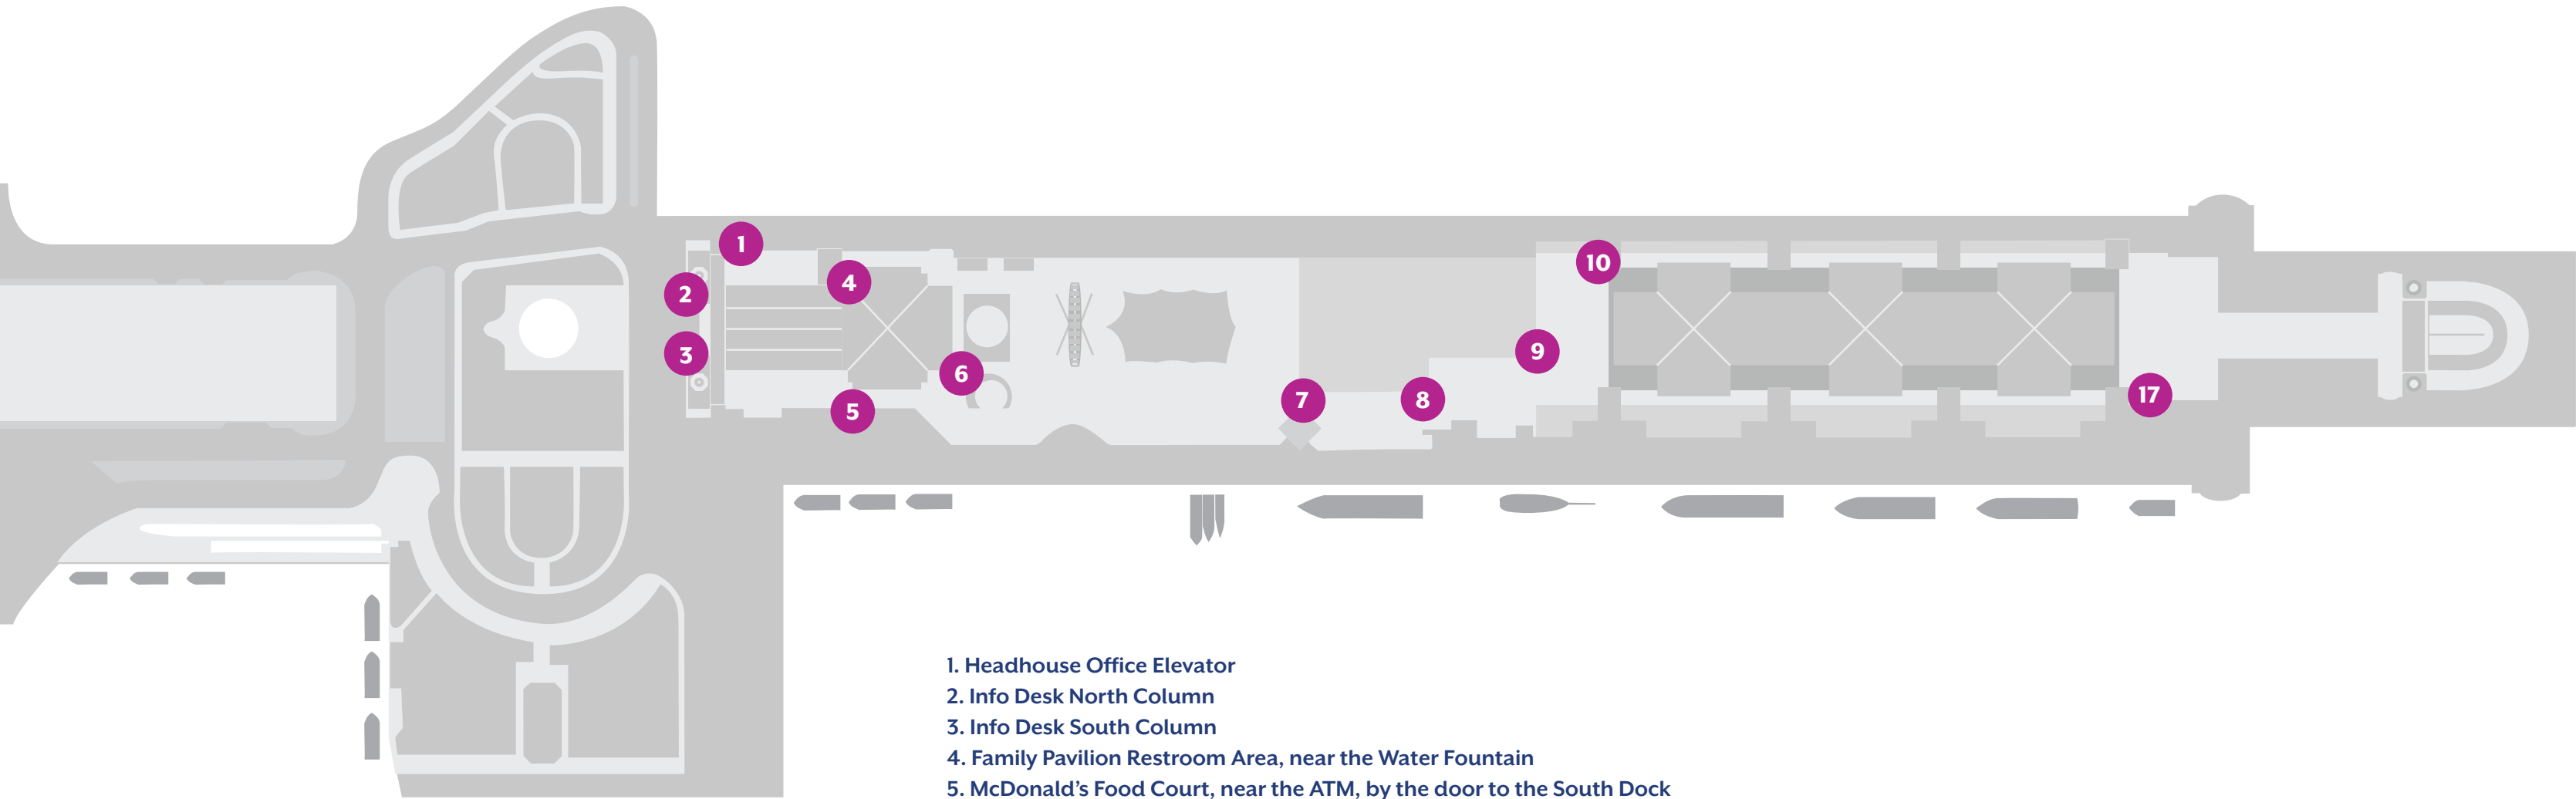 1
2
3
4
5
6
7
8
9
10
17
1. Headhouse Office Elevator
2. Info Desk North Column
3. Info Desk South Column
4. Family Pavilion Restroom Area, near the Water Fountain
5. McDonald’s Food Court, near the ATM, by the door to the South Dock